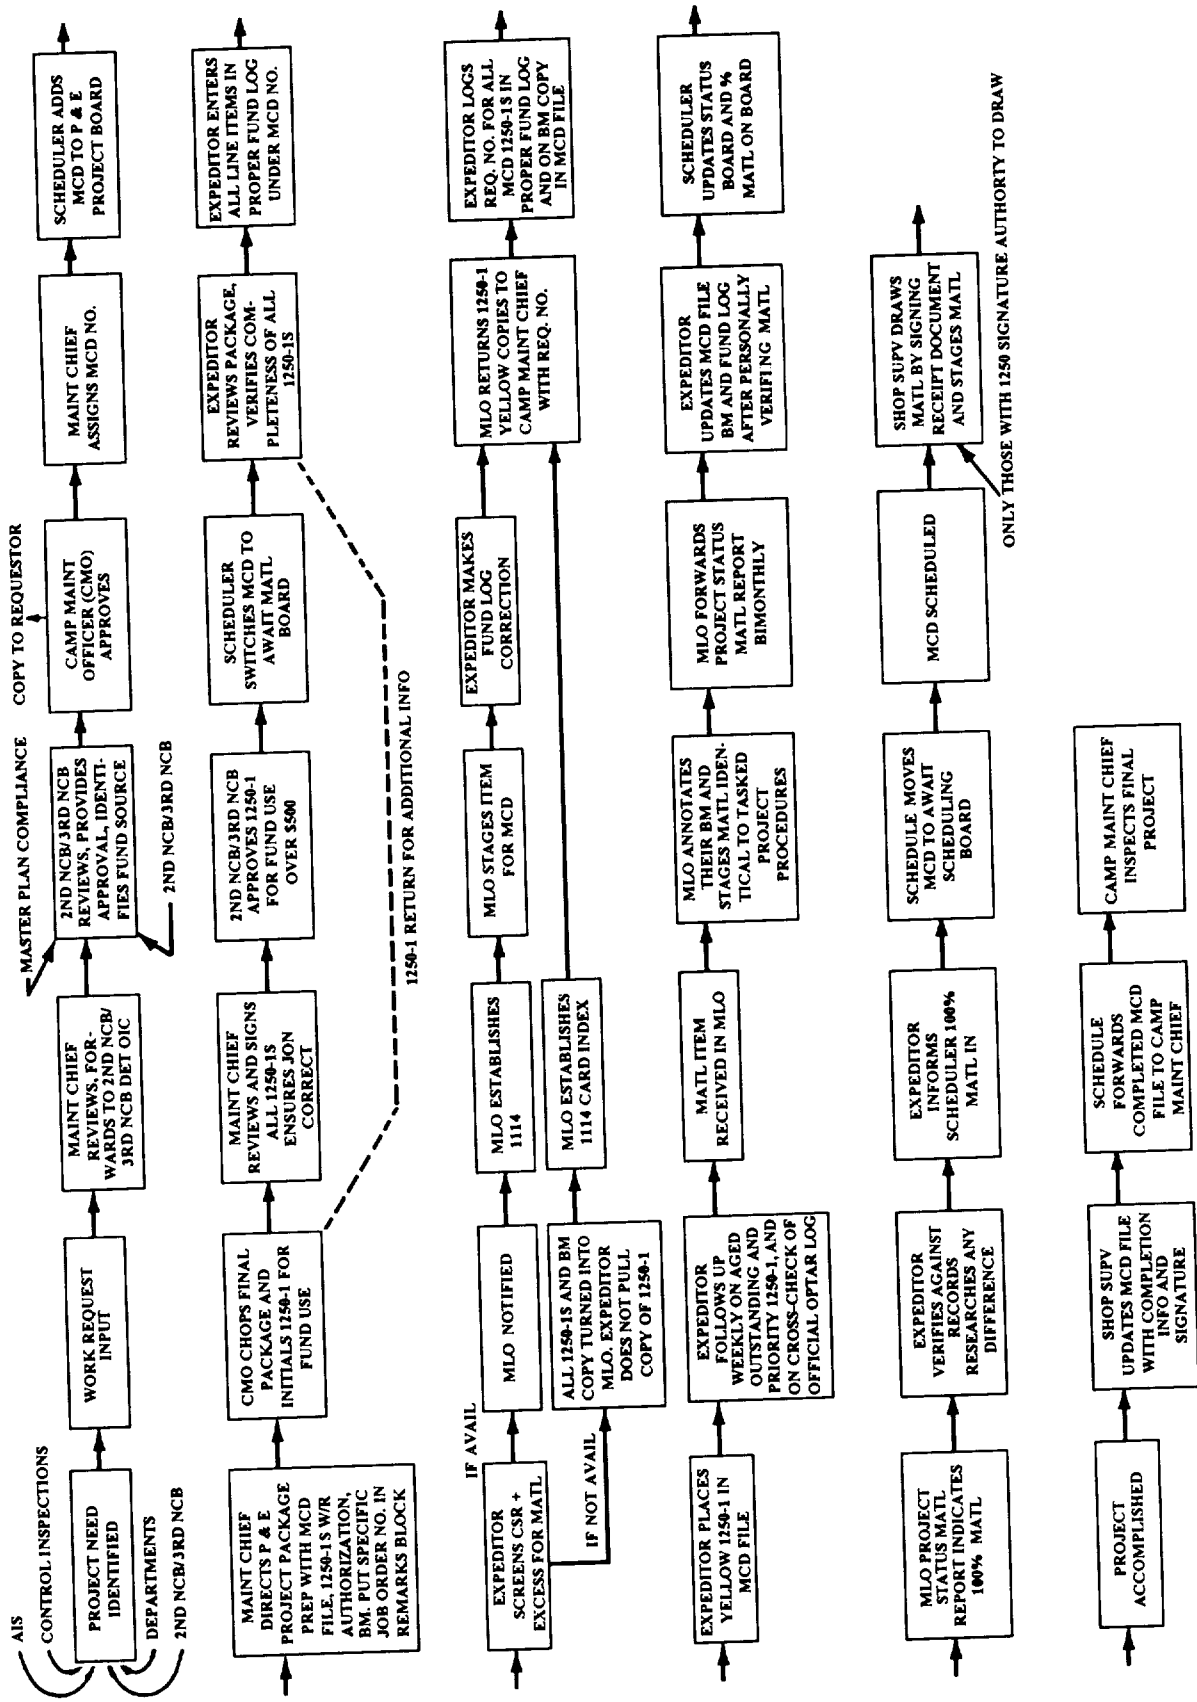 AIS
CONTROL INSPECTIONS
PROJECT NEED
IDENTIFIED
DEPARTMENTS
2ND NCB/3RD NCB
WORK REQUEST
INPUT
MAINT CHIEF
REVIEWS, FOR-
WARDS TO 2ND NCB/
3RD NCB DET OIC
MASTER PLAN COMPLIANCE
2ND NCB/3RD NCB
REVIEWS, PROVIDES
APPROVAL, IDENTI-
FIES FUND SOURCE
2ND NCB/3RD NCB
COPY TO REQUESTOR
CAMP MAINT
OFFICER (CMO)
APPROVES
MAINT CHIEF
ASSIGNS MCD NO.
SCHEDULER ADDS
MCD TO P & E
PROJECT BOARD
MAINT CHIEF
DIRECTS P & E
PROJECT PACKAGE
PREP WITH MCD
FILE, 1250-1S W/R
AUTHORIZATION,
BM. PUT SPECIFIC
JOB ORDER NO. IN
REMARKS BLOCK
CMO CHOPS FINAL
PACKAGE AND
INITIALS 1250-1 FOR
FUND USE
MAINT CHIEF
REVIEWS AND SIGNS
ALL 1250-1S
ENSURES JON
CORRECT
2ND NCB/3RD NCB
APPROVES 1250-1
FOR FUND USE
OVER $500
SCHEDULER
SWITCHES MCD TO
AWAIT MATL
BOARD
EXPEDITOR
REVIEWS PACKAGE,
VERIFIES COM-
PLETENESS OF ALL
1250-1S
EXPEDITOR ENTERS
ALL LINE ITEMS IN
PROPER FUND LOG
UNDER MCD NO.
1250-1 RETURN FOR ADDITIONAL INFO
EXPEDITOR
SCREENS CSR +
EXCESS FOR MATL
IF AVAIL
IF NOT AVAIL
MLO NOTIFIED
MLO ESTABLISHES
1114
MLO STAGES ITEM
FOR MCD
EXPEDITOR MAKES
FUND LOG
CORRECTION
ALL 1250-1S AND BM
COPY TURNED INTO
MLO. EXPEDITOR
DOES NOT PULL
COPY OF 1250-1
MLO ESTABLISHES
1114 CARD INDEX
MLO RETURNS 1250-1
YELLOW COPIES TO
CAMP MAINT CHIEF
WITH REQ. NO.
EXPEDITOR LOGS
REQ. NO. FOR ALL
MCD 1250-1S IN
PROPER FUND LOG
AND ON BM COPY
IN MCD FILE
EXPEDITOR PLACES
YELLOW 1250-1 IN
MCD FILE
EXPEDITOR
FOLLOWS UP
WEEKLY ON AGED
OUTSTANDING AND
PRIORITY 1250-1, AND
ON CROSS-CHECK OF
OFFICIAL OPTAR LOG
MATL ITEM
RECEIVED IN MLO
MLO ANNOTATES
THEIR BM AND
STAGES MATL IDEN-
TICAL TO TASKED
PROJECT
PROCEDURES
MLO FORWARDS
PROJECT STATUS
MATL REPORT
BIMONTHLY
EXPEDITOR
UPDATES MCD FILE
BM AND FUND LOG
AFTER PERSONALLY
VERIFING MATL
SCHEDULER
UPDATES STATUS
BOARD AND %
MATL ON BOARD
MLO PROJECT
STATUS MATL
REPORT INDICATES
100% MATL
EXPEDITOR
VERIFIES AGAINST
RECORDS
RESEARCHES ANY
DIFFERENCE
EXPEDITOR
INFORMS
SCHEDULER 100%
MATL IN
SCHEDULE MOVES
MCD TO AWAIT
SCHEDULING
BOARD
MCD SCHEDULED
SHOP SUPV DRAWS
MATL BY SIGNING
RECEIPT DOCUMENT
AND STAGES MATL
ONLY THOSE WITH 1250 SIGNATURE AUTHORTY TO DRAW
PROJECT
ACCOMPLISHED
SHOP SUPV
UPDATES MCD FILE
WITH COMPLETION
INFO AND
SIGNATURE
SCHEDULE
FORWARDS
COMPLETED MCD
FILE TO CAMP
MAINT CHIEF
CAMP MAINT CHIEF
INSPECTS FINAL
PROJECT